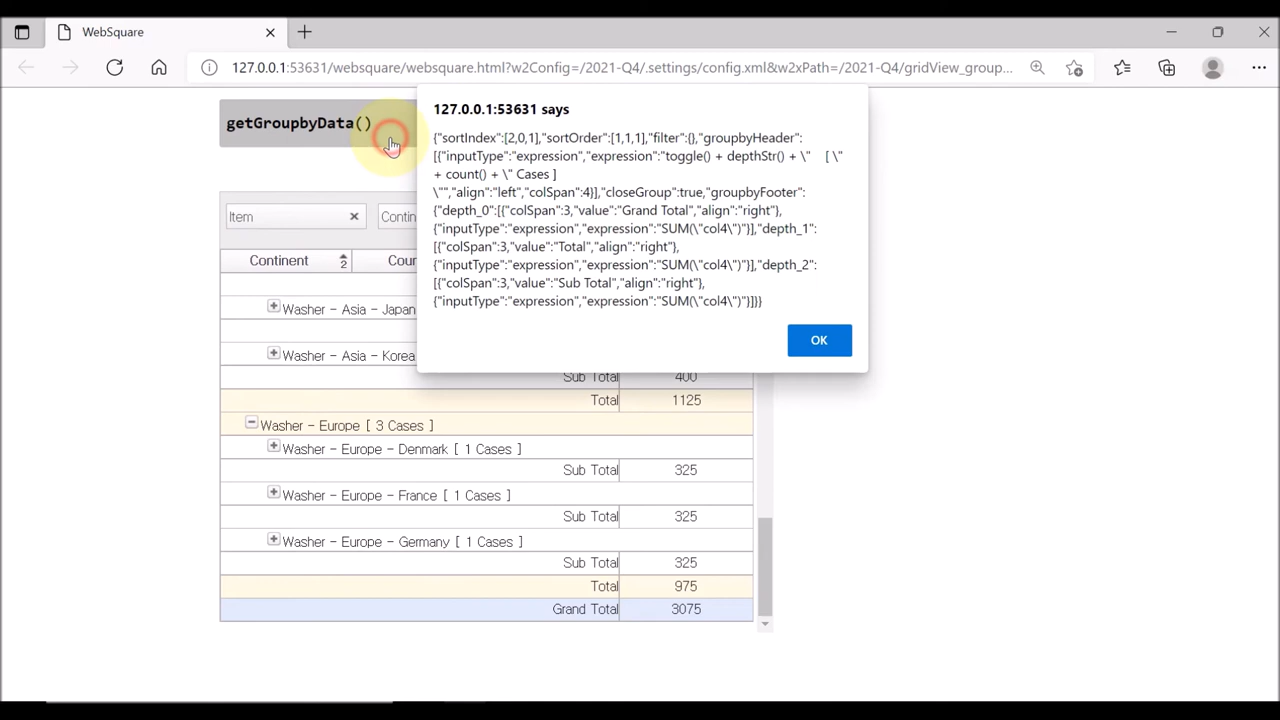 WebSquare
127.0.0.1:53631/websquare/websquare.html?w2Config=/2021-Q4/.settings/config.xml&w2xPath=/2021-Q4/gridView_group...
getGroupbyData()
127.0.0.1:53631 says
{"sortIndex":[2,0,1],"sortOrder":[1,1,1],"filter":{},"groupbyHeader":
[{"inputType":"expression","expression":"toggle() + depthStr() + \"    [ \"
+ count() + \" Cases ]
\"","align":"left","colSpan":4}],"closeGroup":true,"groupbyFooter":
{"depth_0":[{"colSpan":3,"value":"Grand Total","align":"right"},
{"inputType":"expression","expression":"SUM(\"col4\")"}],"depth_1":
[{"colSpan":3,"value":"Total","align":"right"},
{"inputType":"expression","expression":"SUM(\"col4\")"}],"depth_2":
[{"colSpan":3,"value":"Sub Total","align":"right"},
{"inputType":"expression","expression":"SUM(\"col4\")"}]}}
OK
Item Contin
Continent 2 Cour
Washer - Asia - Japan
Washer - Asia - Korea
Sub Total 400
Total 1125
Washer - Europe [ 3 Cases ]
Washer - Europe - Denmark [ 1 Cases ]
Sub Total 325
Washer - Europe - France [ 1 Cases ]
Sub Total 325
Washer - Europe - Germany [ 1 Cases ]
Sub Total 325
Total 975
Grand Total 3075